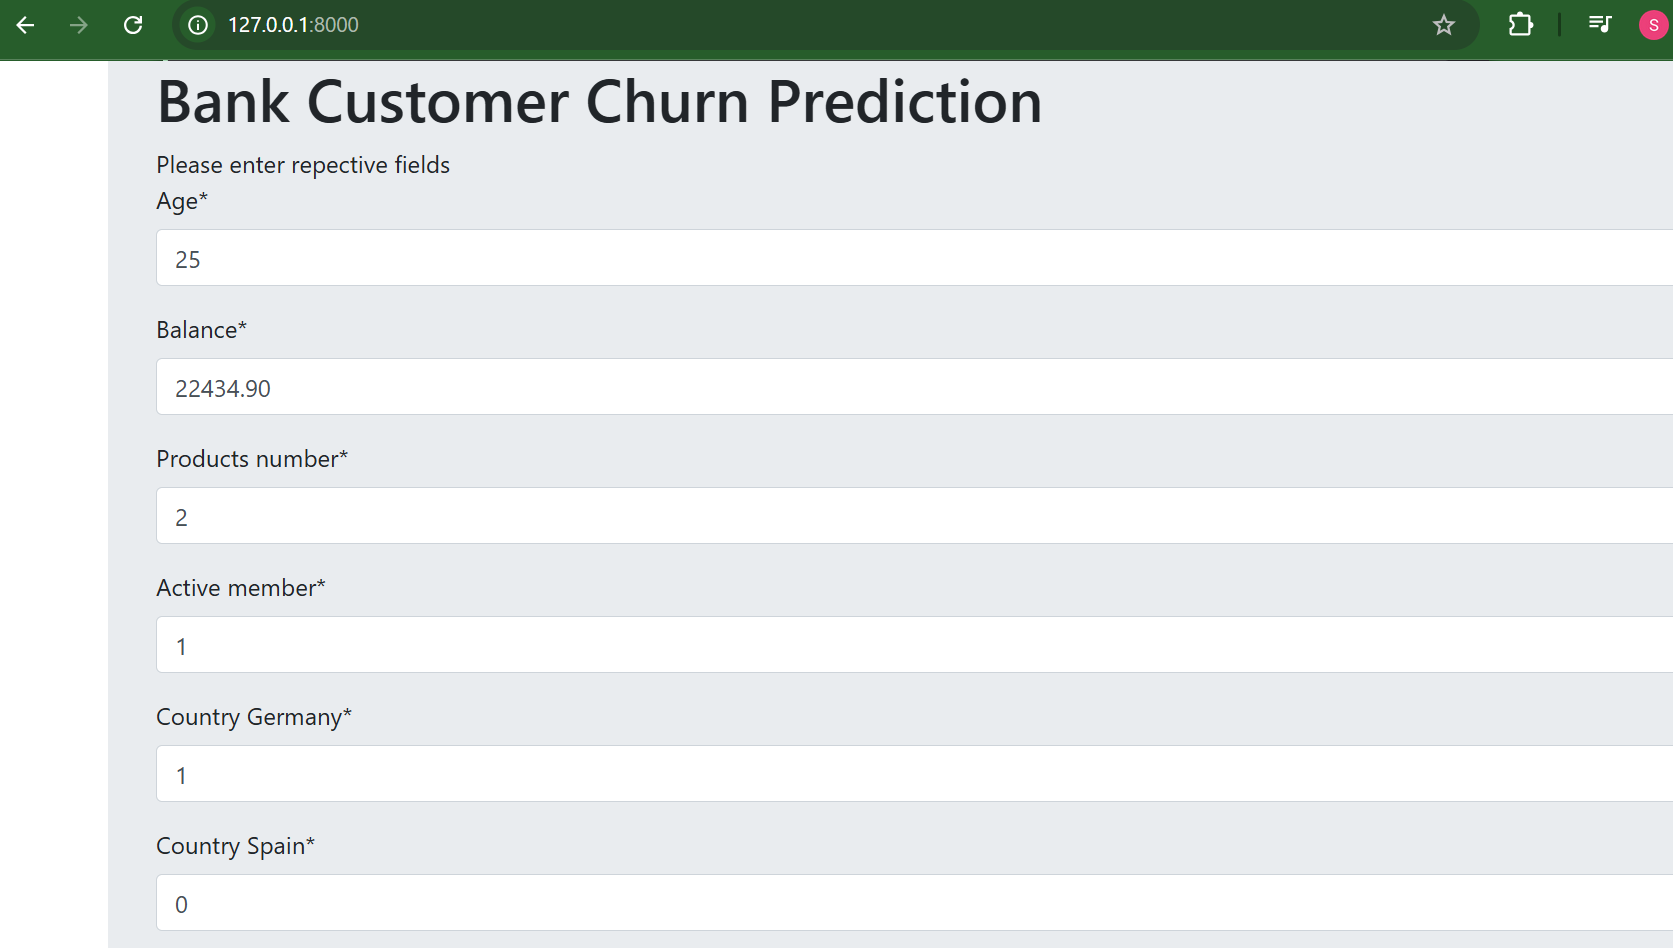 127.0.0.1:8000
S
Bank Customer Churn Prediction
Please enter repective fields
Age*
25
Balance*
22434.90
Products number*
2
Active member*
1
Country Germany*
1
Country Spain*
0